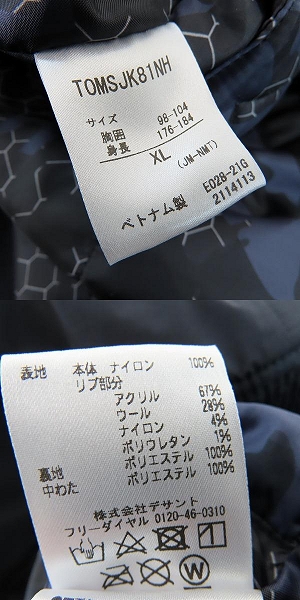 TOMSJK81NH
サイズ
胸囲 98-104
身長 176-184
XL
(JM-NMT)
ベトナム製
E028-21G
2114113
表地 本体 ナイロン 100%
リブ部分
アクリル 67%
ウール 28%
ナイロン 4%
ポリウレタン 1%
裏地 ポリエステル 100%
中わた ポリエステル 100%
株式会社デサント
フリーダイヤル 0120-46-0310
W